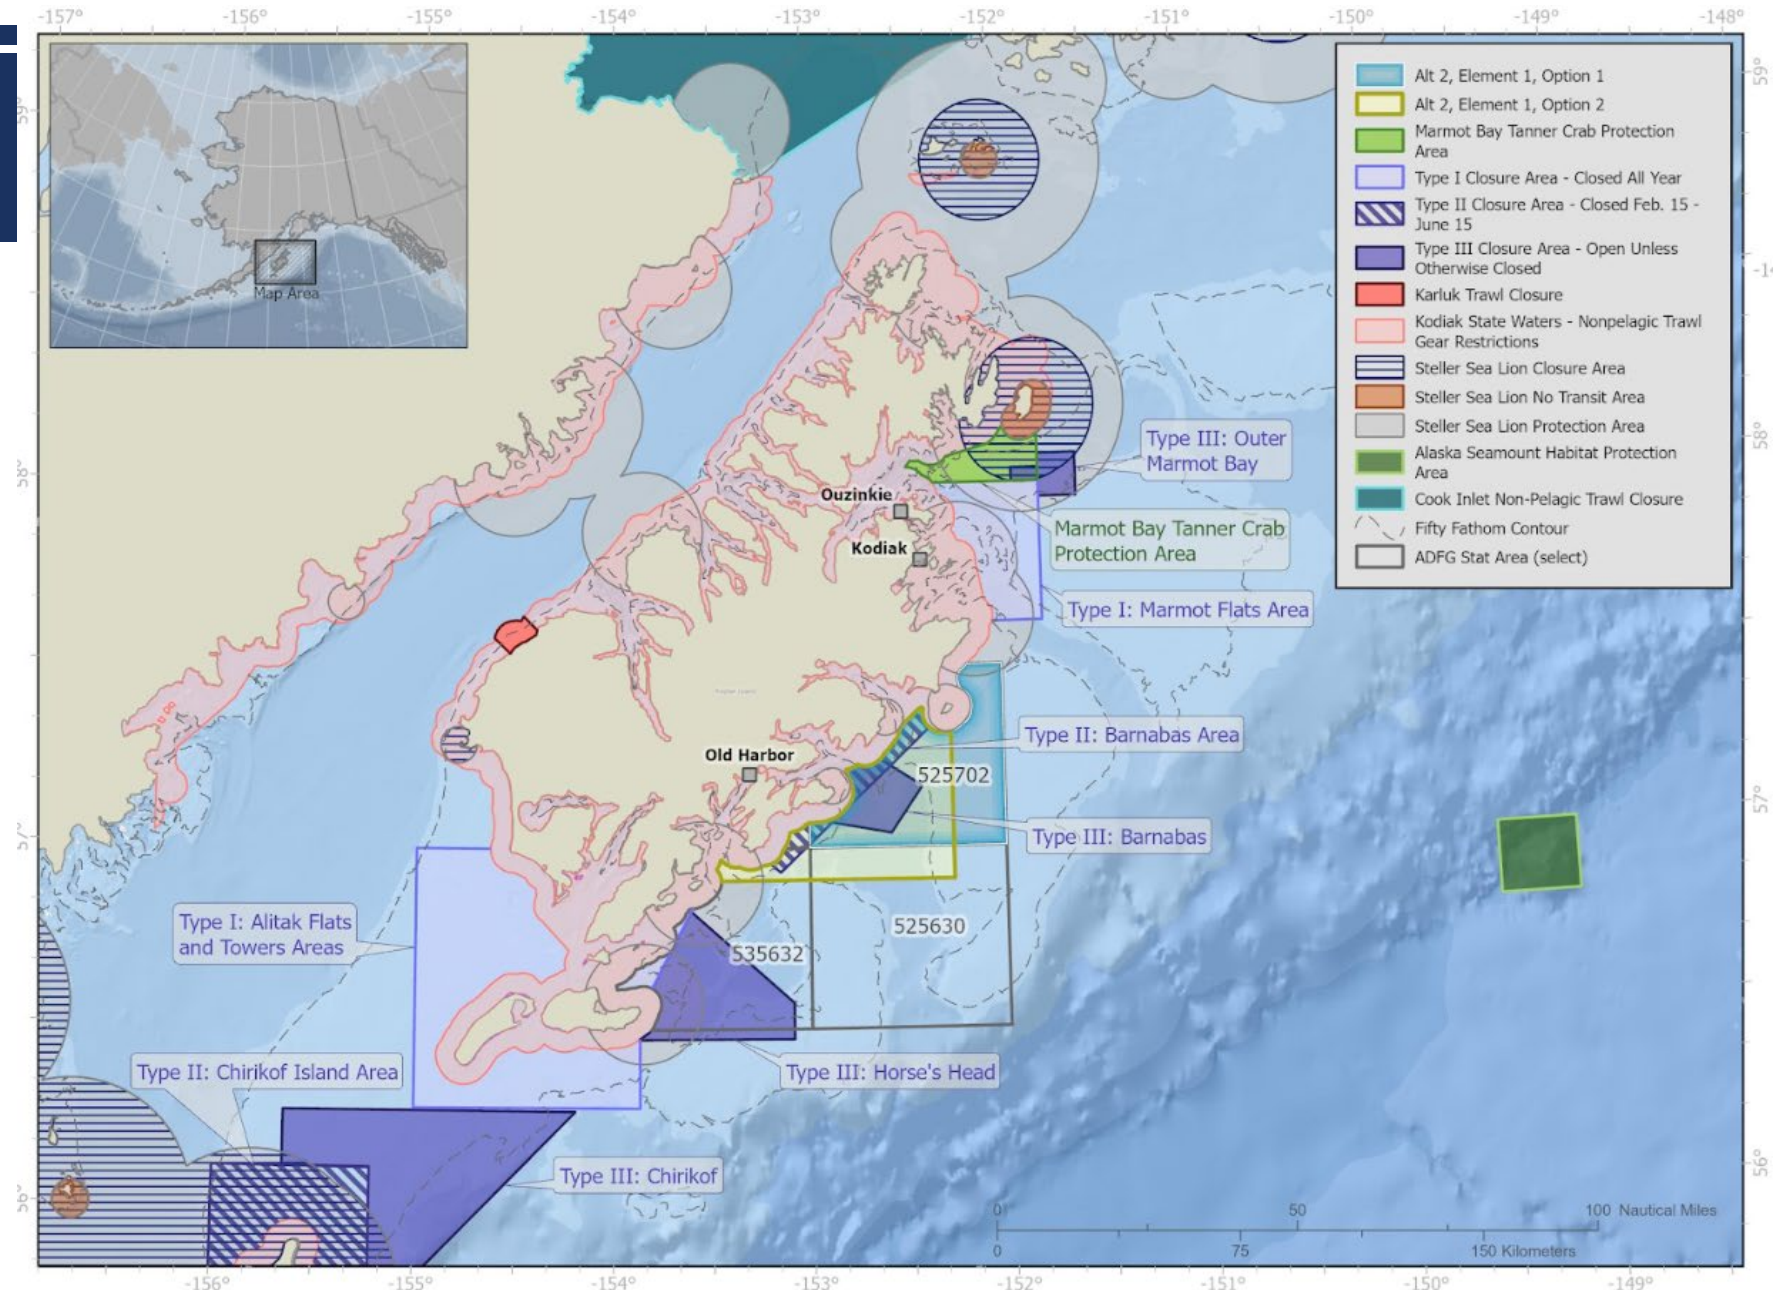 -157°
-156°
-155°
-154°
-153°
-152°
-151°
-150°
-149°
-148°
59°
59°
Map Area
Alt 2, Element 1, Option 1
Alt 2, Element 1, Option 2
Marmot Bay Tanner Crab Protection
Area
Type I Closure Area - Closed All Year
Type II Closure Area - Closed Feb. 15 -
June 15
Type III Closure Area - Open Unless
Otherwise Closed
Karluk Trawl Closure
Kodiak State Waters - Nonpelagic Trawl
Gear Restrictions
Steller Sea Lion Closure Area
Steller Sea Lion No Transit Area
Steller Sea Lion Protection Area
Alaska Seamount Habitat Protection
Area
Cook Inlet Non-Pelagic Trawl Closure
Fifty Fathom Contour
ADFG Stat Area (select)
-14
58°
58°
Type III: Outer
Marmot Bay
Ouzinkie
Kodiak
Marmot Bay Tanner Crab
Protection Area
Type I: Marmot Flats Area
Old Harbor
Type II: Barnabas Area
525702
Type III: Barnabas
57°
57°
Type I: Alitak Flats
and Towers Areas
525630
535632
Type II: Chirikof Island Area
Type III: Horse's Head
Type III: Chirikof
56°
56°
0
50
100 Nautical Miles
0
75
150 Kilometers
-156°
-155°
-154°
-153°
-152°
-151°
-150°
-149°